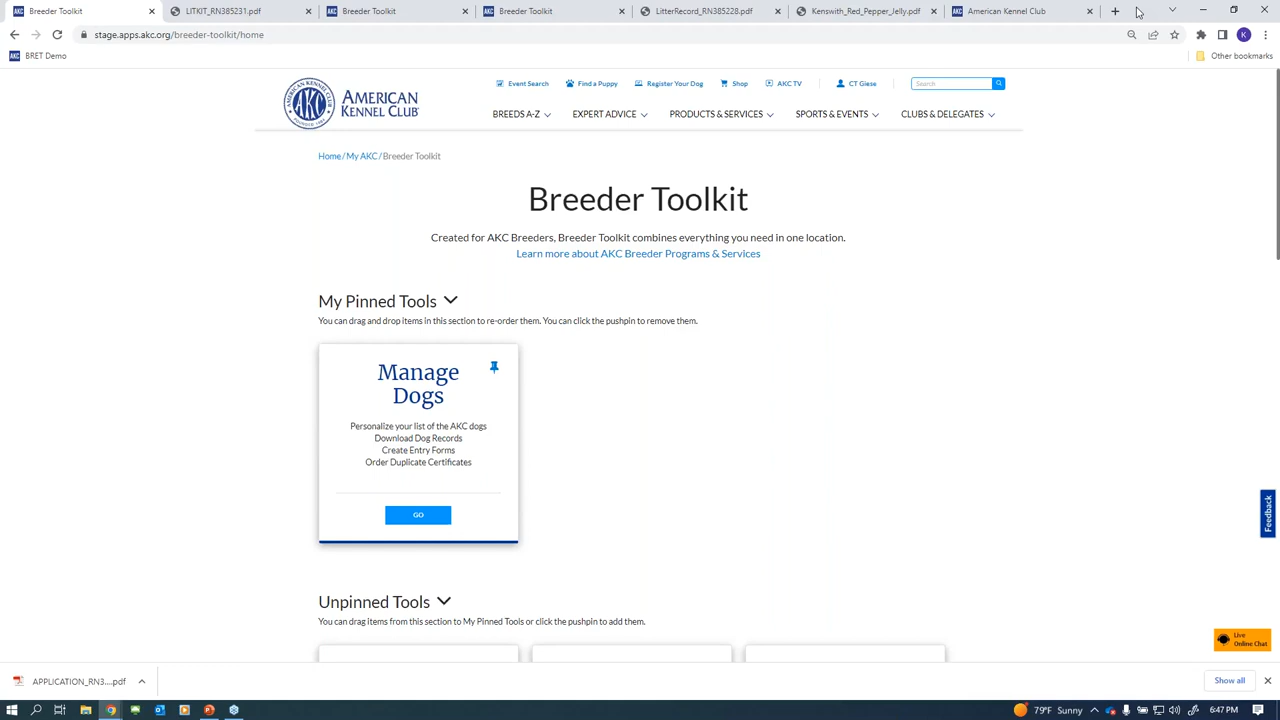 Breeder Toolkit
LITKIT_RN385231.pdf
Breeder Toolkit
Breeder Toolkit
LitterRecord_RN385228.pdf
Kenswith_Red_Pepper_Jelly.pdf
American Kennel Club
stage.apps.akc.org/breeder-toolkit/home
K
AKC BRET Demo
Other bookmarks
AMERICAN
KENNEL CLUB
Event Search
Find a Puppy
Register Your Dog
Shop
AKC TV
CT Giese
Search
BREEDS A-Z
EXPERT ADVICE
PRODUCTS & SERVICES
SPORTS & EVENTS
CLUBS & DELEGATES
Home / My AKC / Breeder Toolkit
Breeder Toolkit
Created for AKC Breeders, Breeder Toolkit combines everything you need in one location.
Learn more about AKC Breeder Programs & Services
My Pinned Tools
You can drag and drop items in this section to re-order them. You can click the pushpin to remove them.
Manage
Dogs
Personalize your list of the AKC dogs
Download Dog Records
Create Entry Forms
Order Duplicate Certificates
GO
Feedback
Unpinned Tools
You can drag items from this section to My Pinned Tools or click the pushpin to add them.
Live
Online Chat
APPLICATION_RN3....pdf
Show all
79°F Sunny
6:47 PM